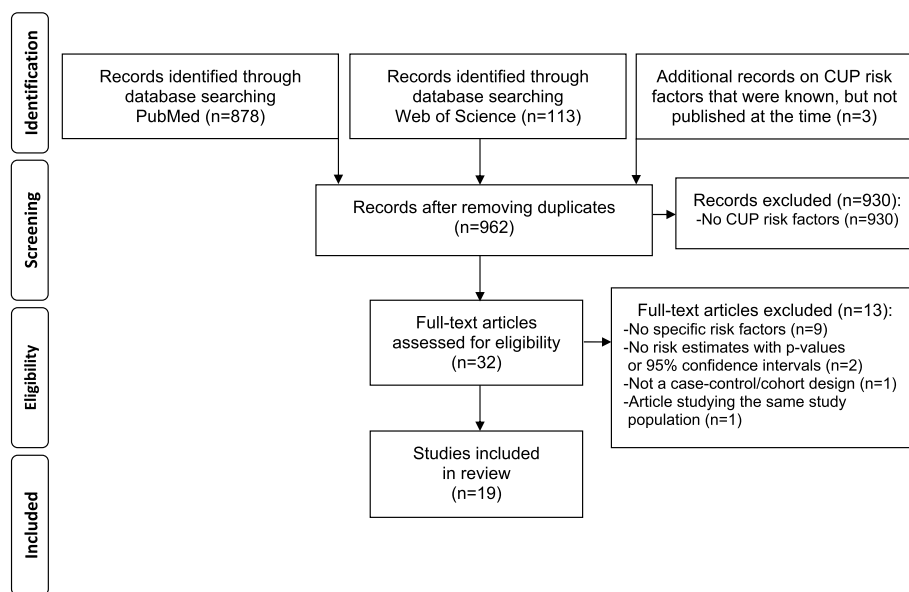 Identification
Records identified through
database searching
PubMed (n=878)
Records identified through
database searching
Web of Science (n=113)
Additional records on CUP risk
factors that were known, but not
published at the time (n=3)
Screening
Records after removing duplicates
(n=962)
Records excluded (n=930):
-No CUP risk factors (n=930)
Eligibility
Full-text articles
assessed for eligibility
(n=32)
Full-text articles excluded (n=13):
-No specific risk factors (n=9)
-No risk estimates with p-values
or 95% confidence intervals (n=2)
-Not a case-control/cohort design (n=1)
-Article studying the same study
population (n=1)
Included
Studies included
in review
(n=19)